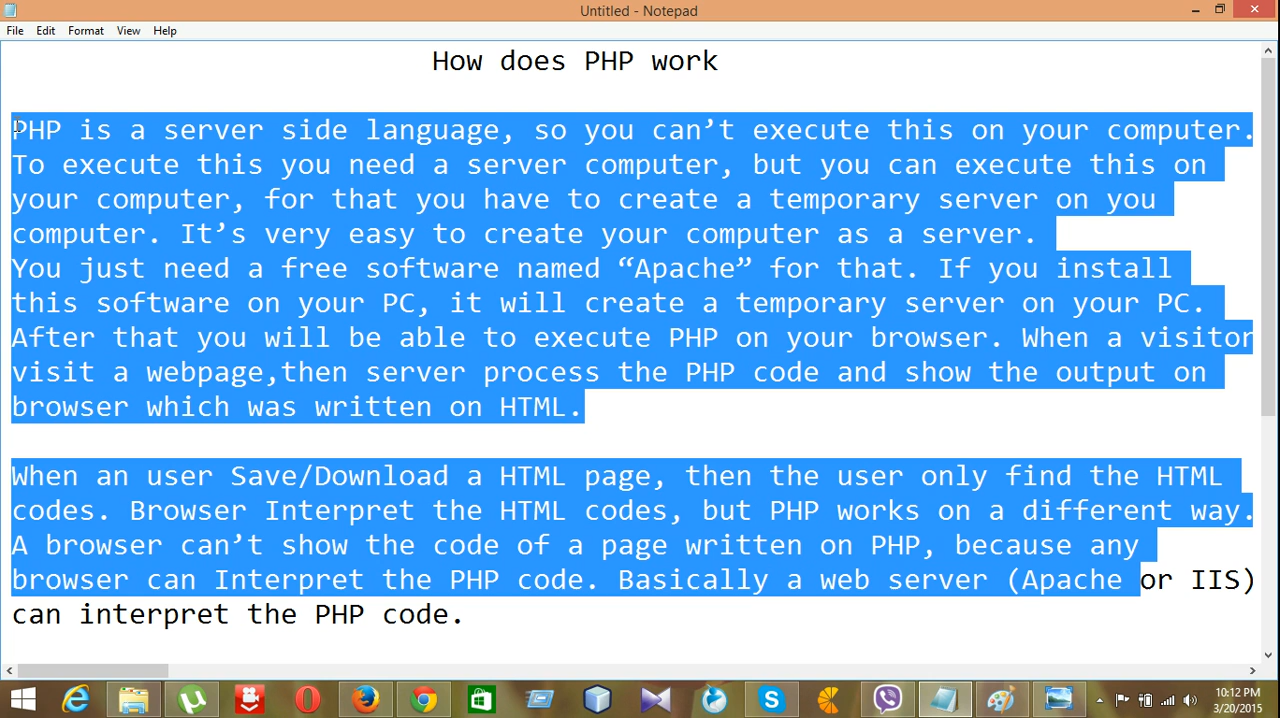 Untitled - Notepad
File Edit Format View Help
How does PHP work
PHP is a server side language, so you can’t execute this on your computer.
To execute this you need a server computer, but you can execute this on
your computer, for that you have to create a temporary server on you
computer. It’s very easy to create your computer as a server.
You just need a free software named “Apache” for that. If you install
this software on your PC, it will create a temporary server on your PC.
After that you will be able to execute PHP on your browser. When a visitor
visit a webpage,then server process the PHP code and show the output on
browser which was written on HTML.
When an user Save/Download a HTML page, then the user only find the HTML
codes. Browser Interpret the HTML codes, but PHP works on a different way.
A browser can’t show the code of a page written on PHP, because any
browser can Interpret the PHP code. Basically a web server (Apache or IIS)
can interpret the PHP code.
10:12 PM
3/20/2015